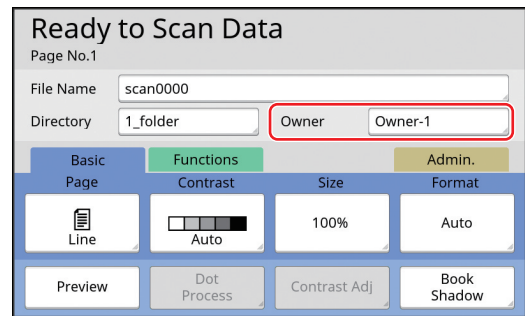 Ready to Scan Data
Page No.1
File Name scan0000
Directory 1_folder Owner Owner-1
Basic Functions Admin.
Page Contrast Size Format
Line Auto 100% Auto
Preview Dot Process Contrast Adj Book Shadow